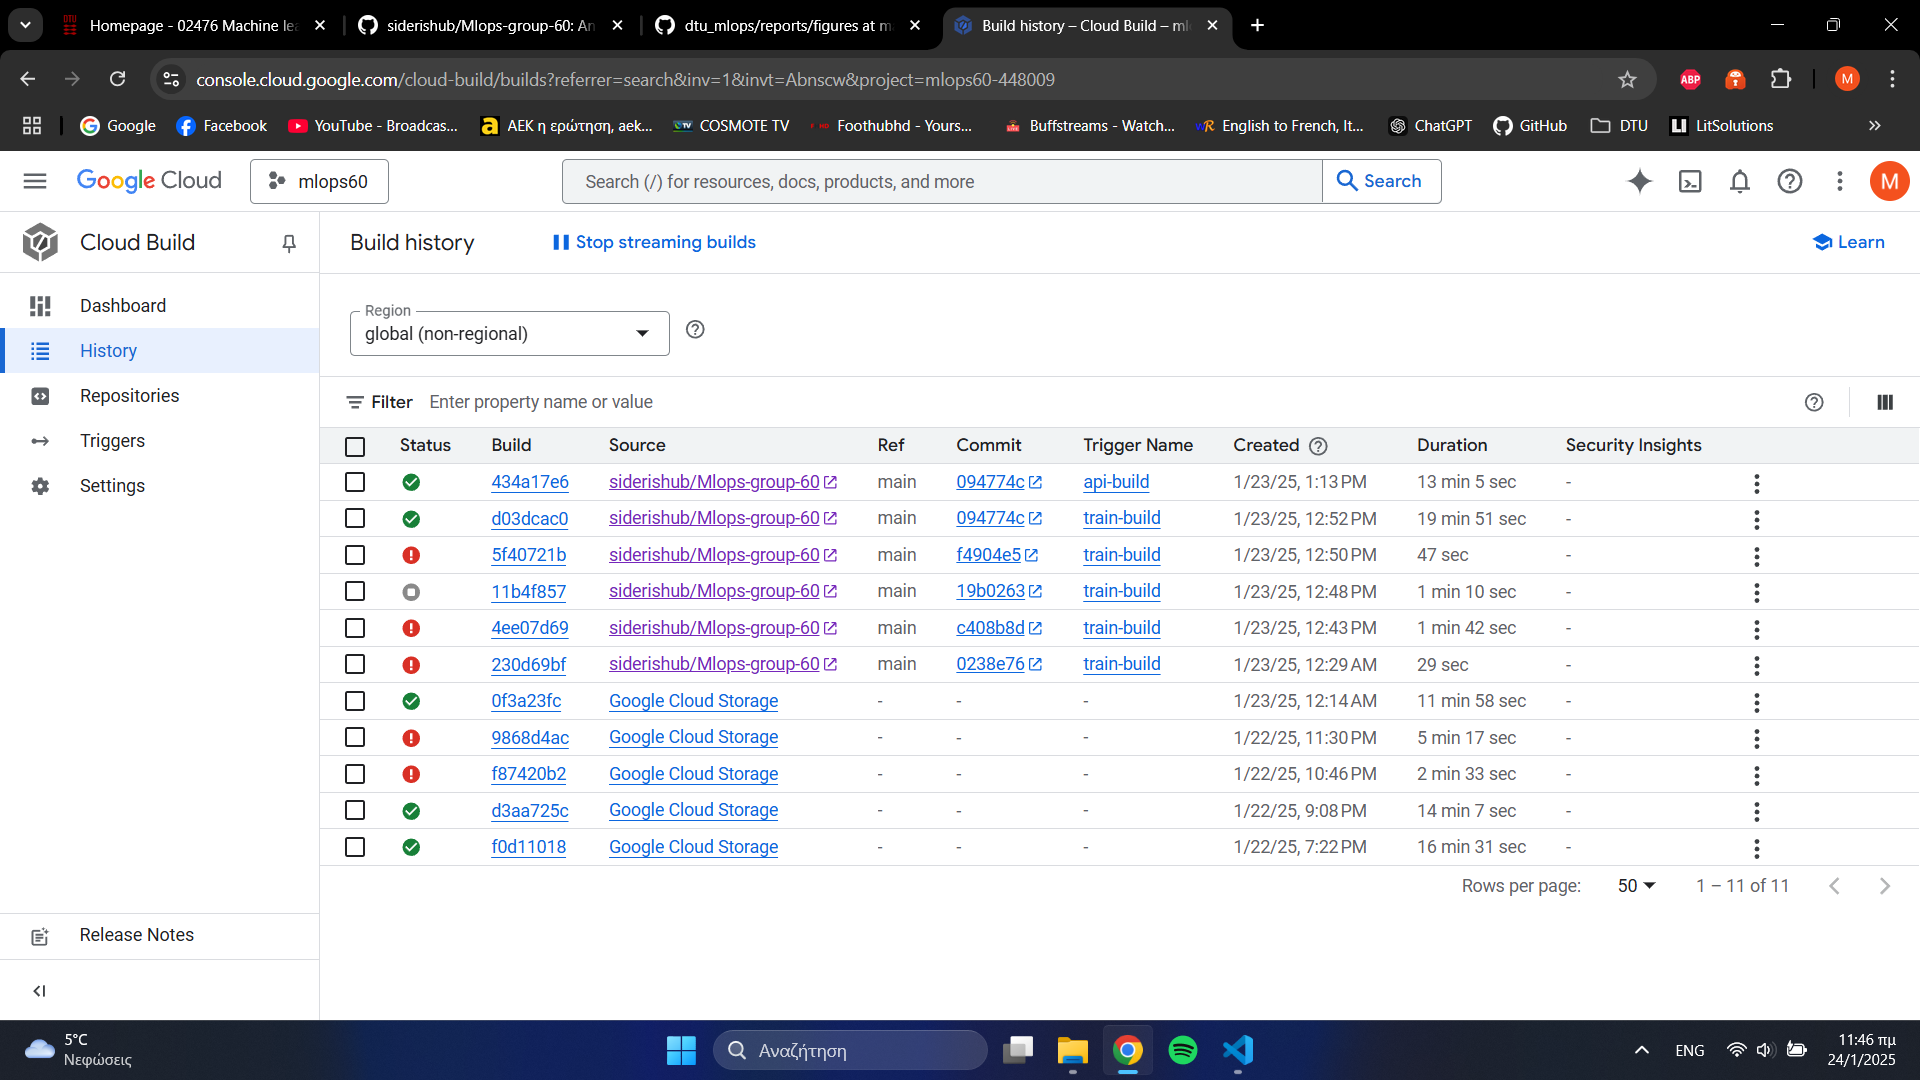 Homepage - 02476 Machine le
siderishub/Mlops-group-60: An
dtu_mlops/reports/figures at m
Build history – Cloud Build – ml
console.cloud.google.com/cloud-build/builds?referrer=search&inv=1&invt=Abnscw&project=mlops60-448009
ABP
M
Google
Facebook
YouTube - Broadcas...
ΑΕΚ η ερώτηση, aek...
COSMOTE TV
Foothubhd - Yours...
Buffstreams - Watch...
English to French, It...
ChatGPT
GitHub
DTU
LitSolutions
Google Cloud
mlops60
Search (/) for resources, docs, products, and more
Search
M
Cloud Build
Build history
Stop streaming builds
Learn
Dashboard
History
Repositories
Triggers
Settings
Release Notes
Region
global (non-regional)
Filter Enter property name or value
Status Build Source Ref Commit Trigger Name Created Duration Security Insights
434a17e6 siderishub/Mlops-group-60 main 094774c api-build 1/23/25, 1:13 PM 13 min 5 sec -
d03dcac0 siderishub/Mlops-group-60 main 094774c train-build 1/23/25, 12:52 PM 19 min 51 sec -
5f40721b siderishub/Mlops-group-60 main f4904e5 train-build 1/23/25, 12:50 PM 47 sec -
11b4f857 siderishub/Mlops-group-60 main 19b0263 train-build 1/23/25, 12:48 PM 1 min 10 sec -
4ee07d69 siderishub/Mlops-group-60 main c408b8d train-build 1/23/25, 12:43 PM 1 min 42 sec -
230d69bf siderishub/Mlops-group-60 main 0238e76 train-build 1/23/25, 12:29 AM 29 sec -
0f3a23fc Google Cloud Storage - - - 1/23/25, 12:14 AM 11 min 58 sec -
9868d4ac Google Cloud Storage - - - 1/22/25, 11:30 PM 5 min 17 sec -
f87420b2 Google Cloud Storage - - - 1/22/25, 10:46 PM 2 min 33 sec -
d3aa725c Google Cloud Storage - - - 1/22/25, 9:08 PM 14 min 7 sec -
f0d11018 Google Cloud Storage - - - 1/22/25, 7:22 PM 16 min 31 sec -
Rows per page: 50 1 – 11 of 11
5°C
Νεφώσεις
Αναζήτηση
ENG
11:46 πμ
24/1/2025